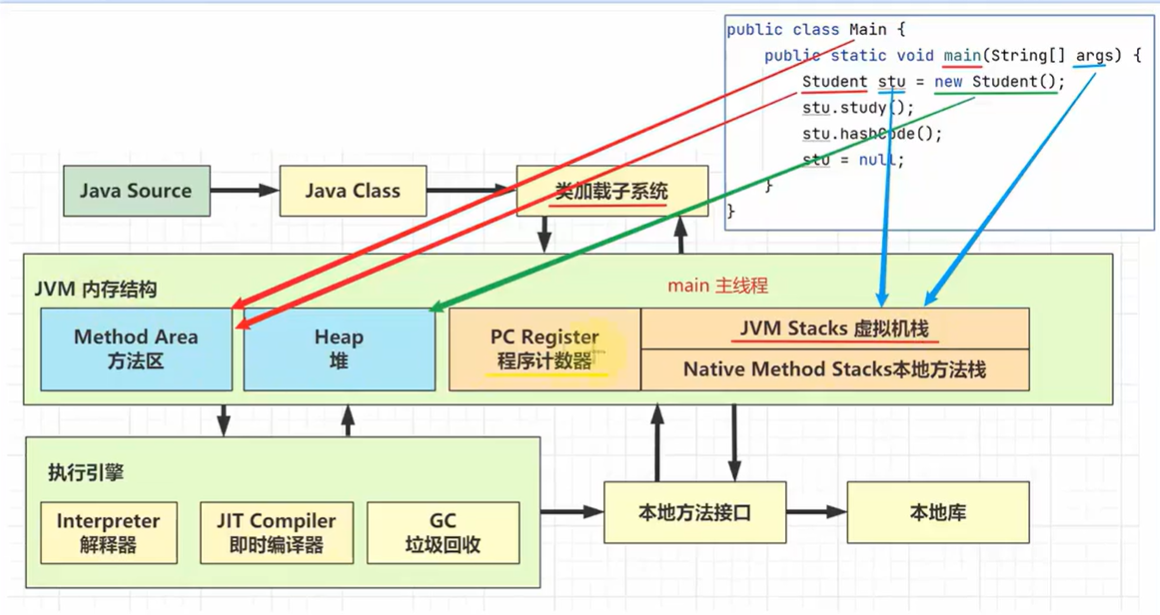 public class Main {
public static void main(String[] args) {
Student stu = new Student();
stu.study();
stu.hashCode();
stu = null;
}
}
Java Source
Java Class
类加载子系统
JVM 内存结构
main 主线程
Method Area
方法区
Heap
堆
PC Register
程序计数器
JVM Stacks 虚拟机栈
Native Method Stacks本地方法栈
执行引擎
Interpreter
解释器
JIT Compiler
即时编译器
GC
垃圾回收
本地方法接口
本地库